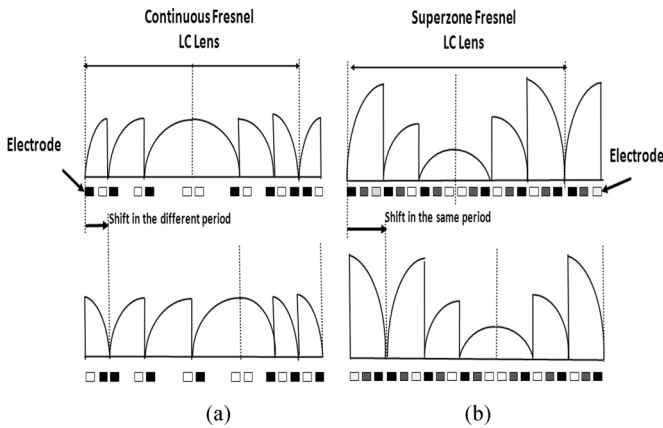 Continuous Fresnel
LC Lens
Superzone Fresnel
LC Lens
Electrode
Electrode
Shift in the different period
Shift in the same period
(a)
(b)